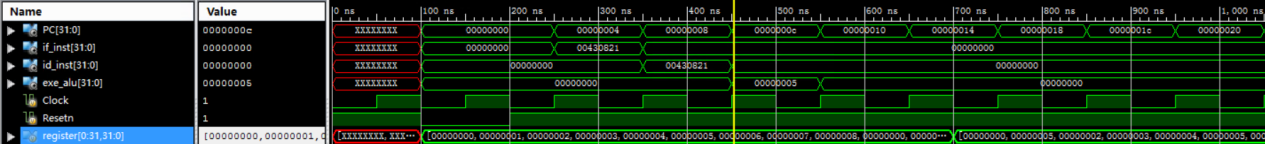 Name Value 0 ns 100 ns 200 ns 300 ns 400 ns 500 ns 600 ns 700 ns 800 ns 900 ns 1,000 ns
PC[31:0] 0000000c XXXXXXXX 00000000 00000004 00000008 0000000c 00000010 00000014 00000018 0000001c 00000020
if_inst[31:0] 00000000 XXXXXXXX 00000000 00430821 00000000
id_inst[31:0] 00000000 XXXXXXXX 00000000 00430821 00000000
exe_alu[31:0] 00000005 XXXXXXXX 00000000 00000005 00000000
Clock 1
Resetn 1
register[0:31,31:0] [00000000,00000001,0 [XXXXXXXX, XXX··· [00000000, 00000001, 00000002, 00000003, 00000004, 00000005, 00000006, 00000007, 00000008, 00000000, 00000··· [00000000, 00000005, 00000002, 00000003, 00000004, 00000005, 000